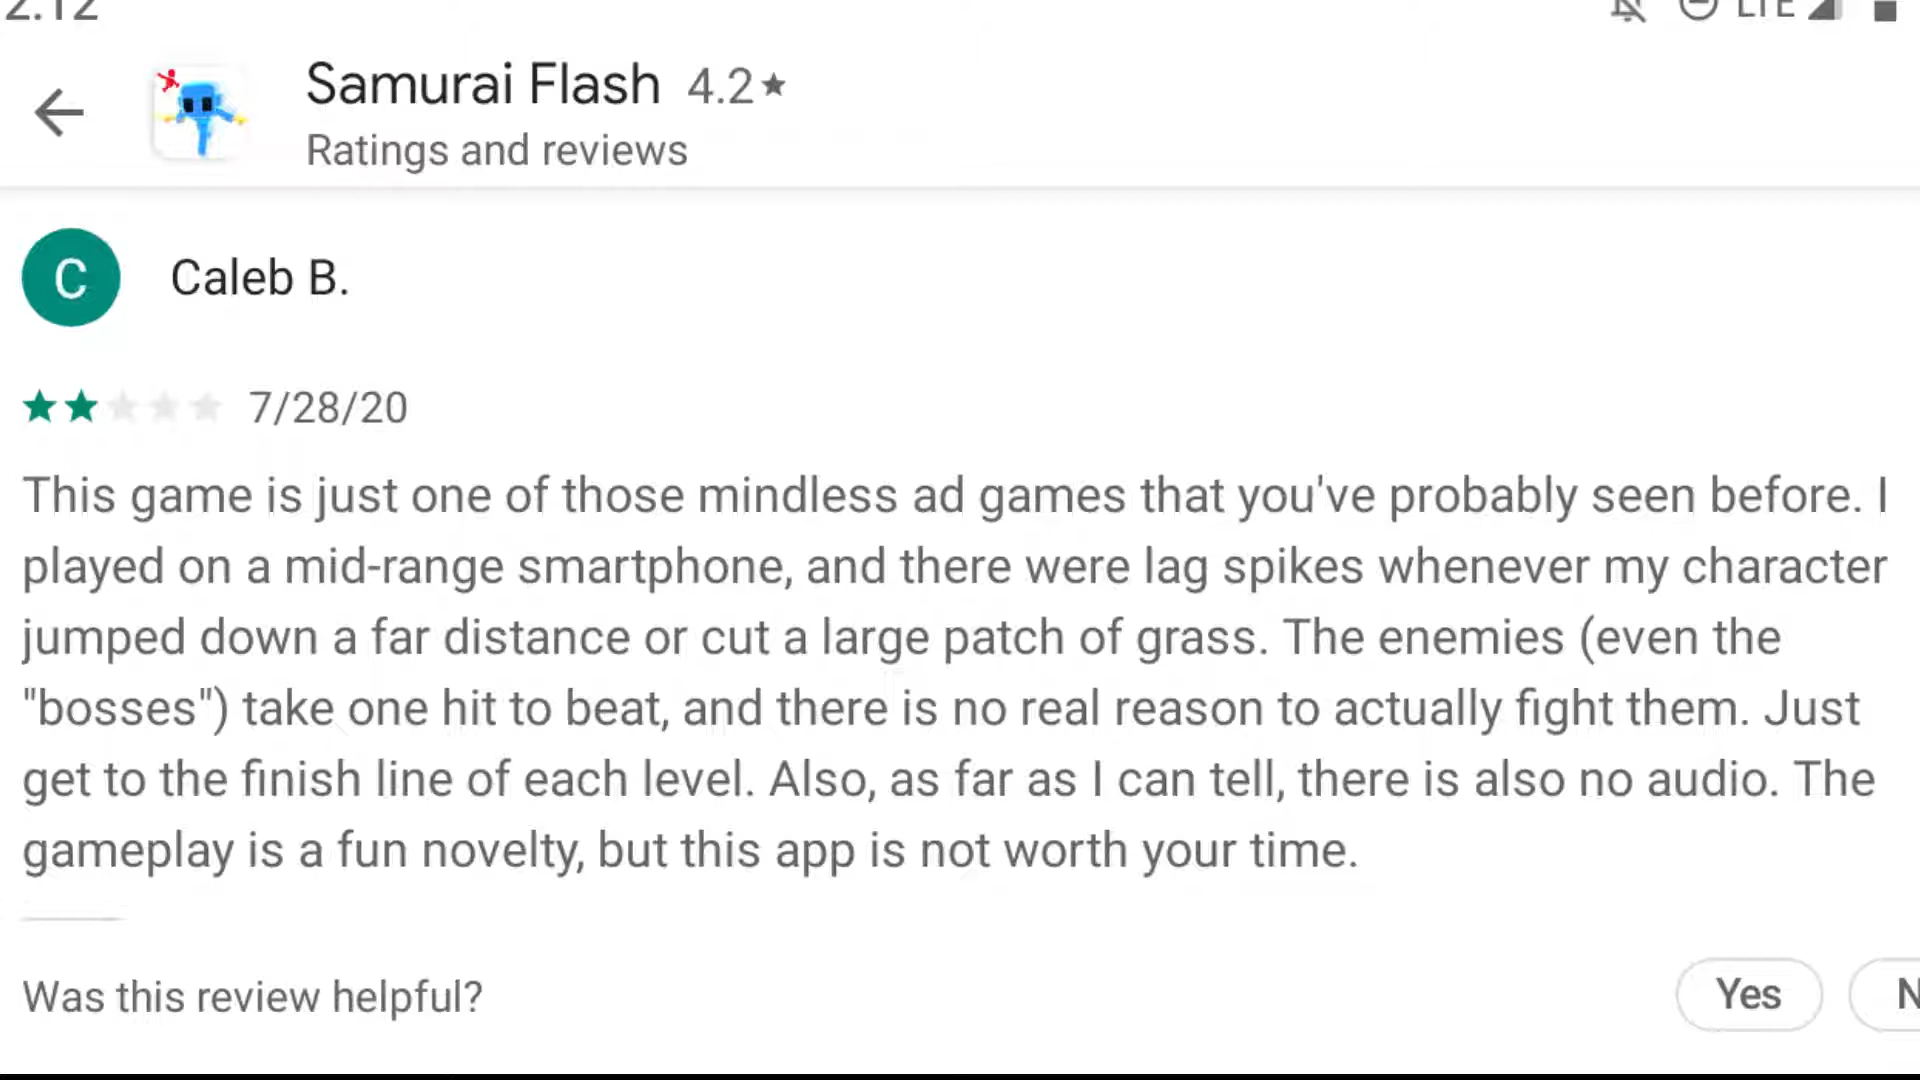 2:12 LTE
Samurai Flash 4.2★
Ratings and reviews
C Caleb B.
7/28/20
This game is just one of those mindless ad games that you've probably seen before. I
played on a mid-range smartphone, and there were lag spikes whenever my character
jumped down a far distance or cut a large patch of grass. The enemies (even the
"bosses") take one hit to beat, and there is no real reason to actually fight them. Just
get to the finish line of each level. Also, as far as I can tell, there is also no audio. The
gameplay is a fun novelty, but this app is not worth your time.
Was this review helpful? Yes N